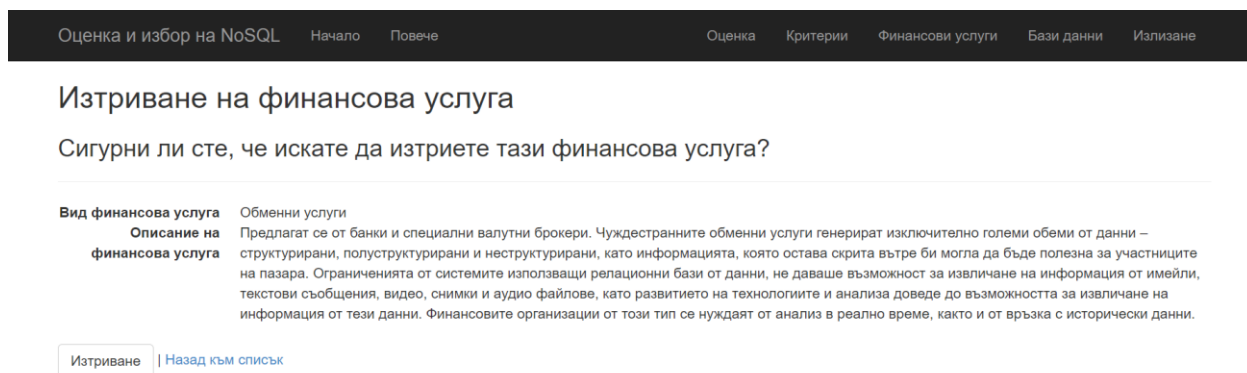 Оценка и избор на NoSQL Начало Повече Оценка Критерии Финансови услуги Бази данни Излизане
Изтриване на финансова услуга
Сигурни ли сте, че искате да изтриете тази финансова услуга?
Вид финансова услуга Обменни услуги
Описание на финансова услуга Предлагат се от банки и специални валутни брокери. Чуждестранните обменни услуги генерират изключително големи обеми от данни –
структурирани, полуструктурирани и неструктурирани, като информацията, която остава скрита вътре би могла да бъде полезна за участниците
на пазара. Ограниченията от системите използващи релационни бази от данни, не даваше възможност за извличане на информация от имейли,
текстови съобщения, видео, снимки и аудио файлове, като развитието на технологиите и анализа доведе до възможността за извличане на
информация от тези данни. Финансовите организации от този тип се нуждаят от анализ в реално време, както и от връзка с исторически данни.
Изтриване | Назад към списък